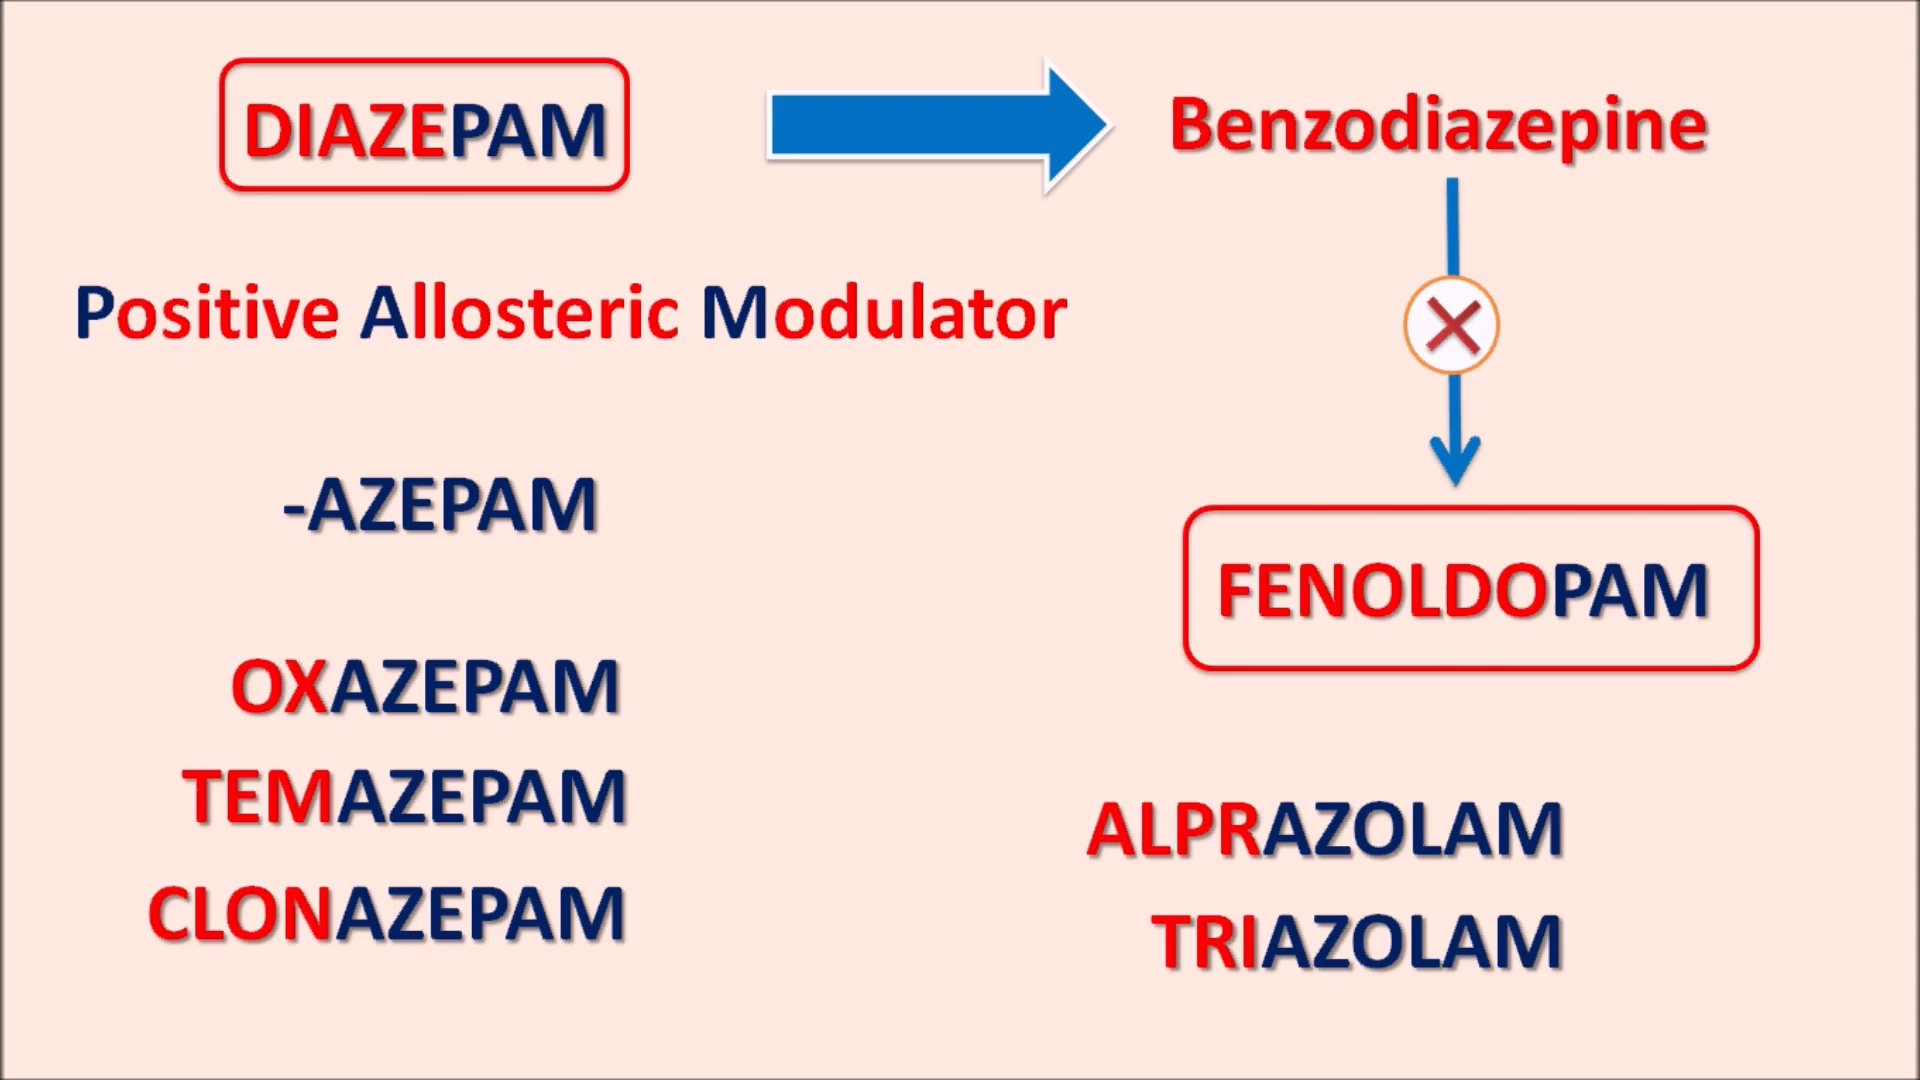 DIAZEPAM
Benzodiazepine
Positive Allosteric Modulator
-AZEPAM
FENOLDOPAM
OXAZEPAM
TEMAZEPAM
CLONAZEPAM
ALPRAZOLAM
TRIAZOLAM